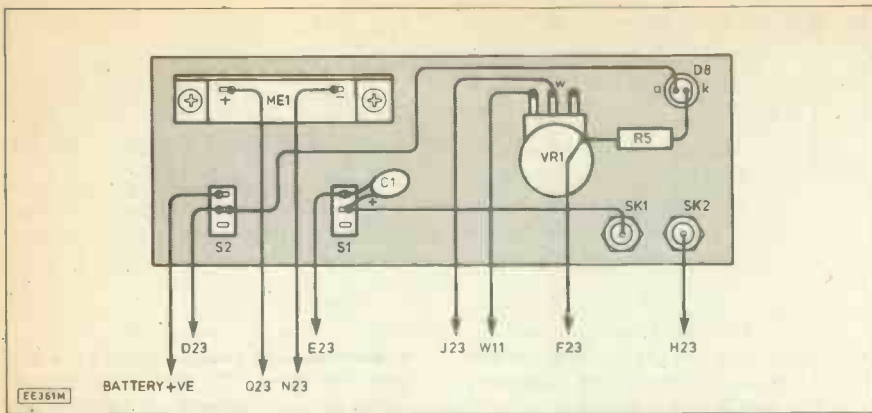 D8
w
a
k
+
ME1
-
R5
VR1
C1
+
SK1
SK2
S2
S1
D23
E23
J23
W11
F23
H23
BATTERY +VE
Q23
N23
EE361M